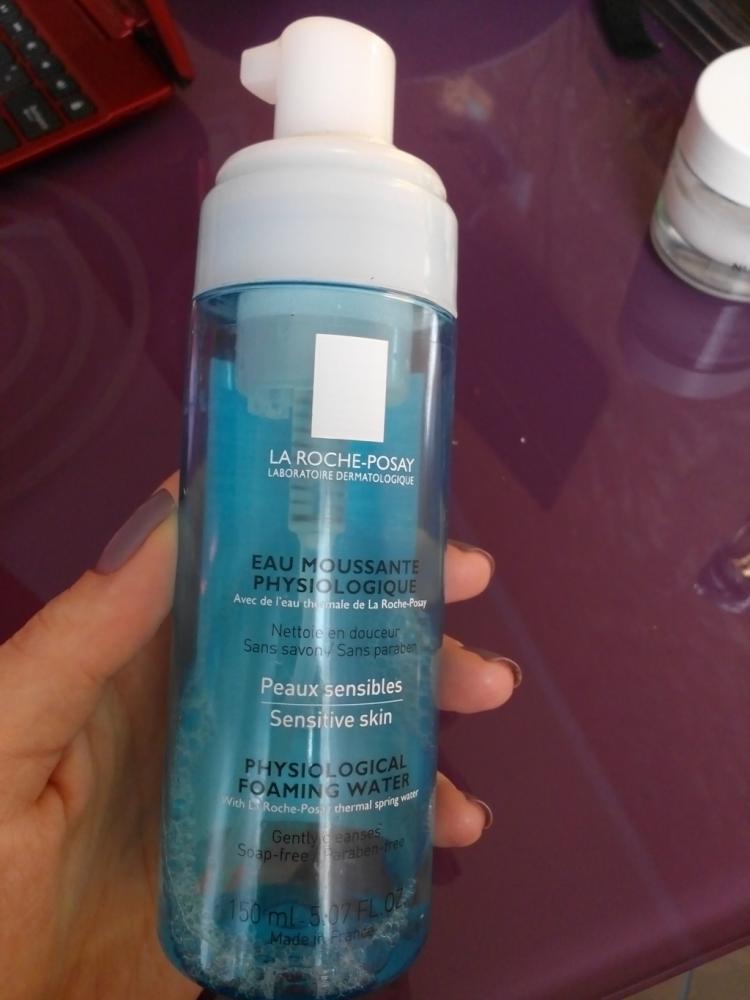 LA ROCHE-POSAY
LABORATOIRE DERMATOLOGIQUE
EAU MOUSSANTE
PHYSIOLOGIQUE
Avec de l'eau thermale de La Roche-Posay
Nettoie en douceur
Sans savon / Sans paraben
Peaux sensibles
Sensitive skin
PHYSIOLOGICAL
FOAMING WATER
With La Roche-Posay thermal spring water
Gently cleanses
Soap-free / Paraben-free
150 ml - 5.07 FL.OZ.
Made in France